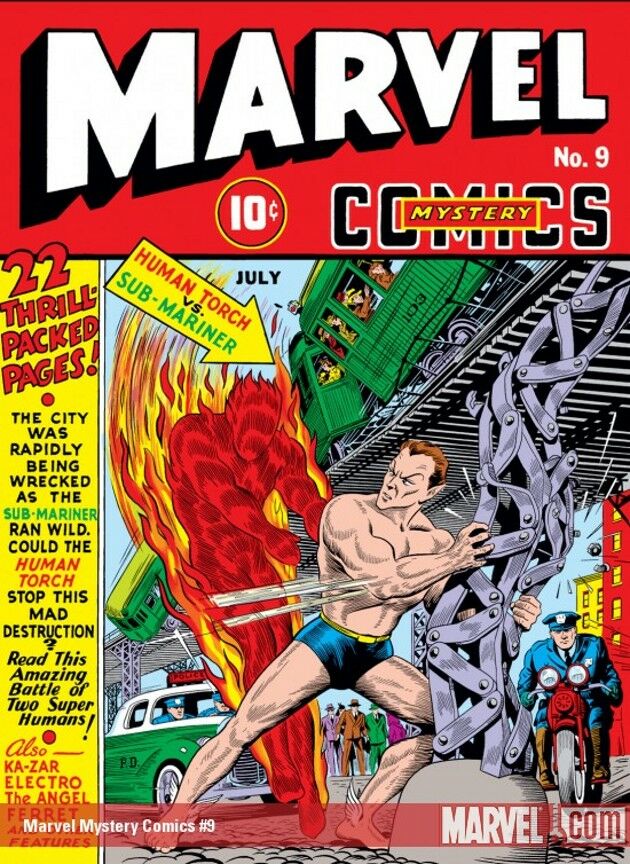 MARVEL
No. 9
10¢
COMICS
MYSTERY
22
THRILL-
PACKED
PAGES!
THE CITY
WAS
RAPIDLY
BEING
WRECKED
AS THE
SUB-MARINER
RAN WILD.
COULD THE
HUMAN
TORCH
STOP THIS
MAD
DESTRUCTION
?
Read This
Amazing
Battle of
Two Super
Humans!
Also —
KA-ZAR
ELECTRO
The ANGEL
FERRET
FEATURES
HUMAN TORCH
VS.
SUB-MARINER
JULY
103
POLICE
P.D.
Marvel Mystery Comics #9
MARVEL.com